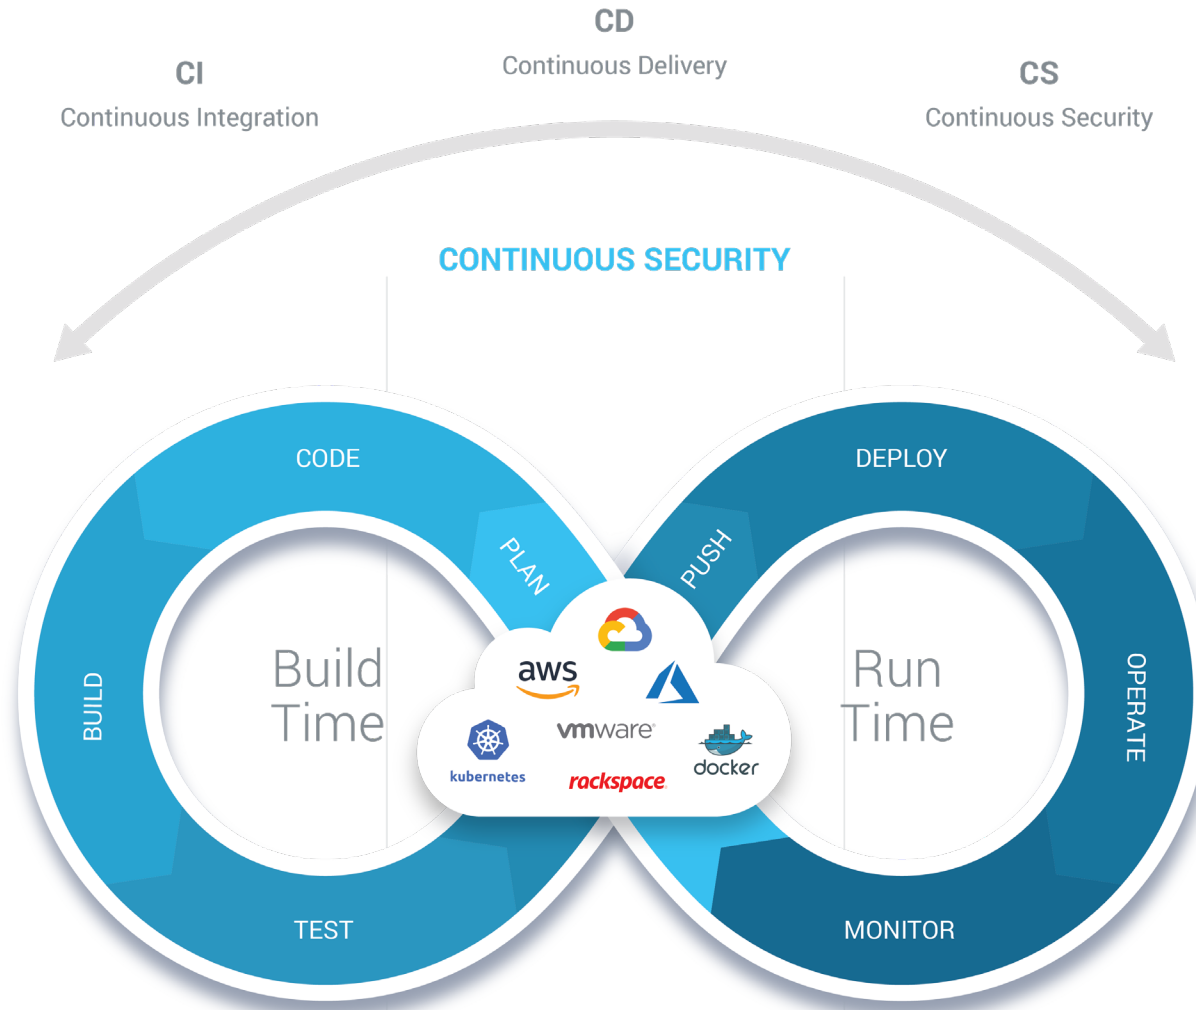 CD
Continuous Delivery
CI
Continuous Integration
CS
Continuous Security
CONTINUOUS SECURITY
CODE
PLAN
BUILD
TEST
Build
Time
PUSH
DEPLOY
OPERATE
MONITOR
Run
Time
aws
vmware
kubernetes
rackspace
docker